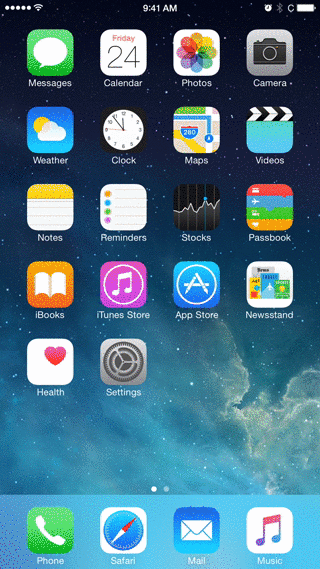 9:41 AM
Friday
24
Messages
Calendar
Photos
Camera
280
Weather
Clock
Maps
Videos
Notes
Reminders
Stocks
Passbook
News
iBooks
iTunes Store
App Store
Newsstand
Health
Settings
Phone
Safari
Mail
Music